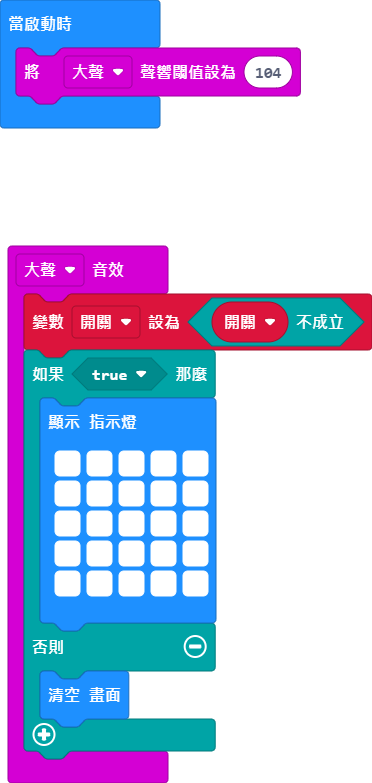 當啟動時
將 大聲 聲響閾值設為 104
大聲 音效
變數 開關 設為 開關 不成立
如果 true 那麼
顯示 指示燈
否則
清空 畫面